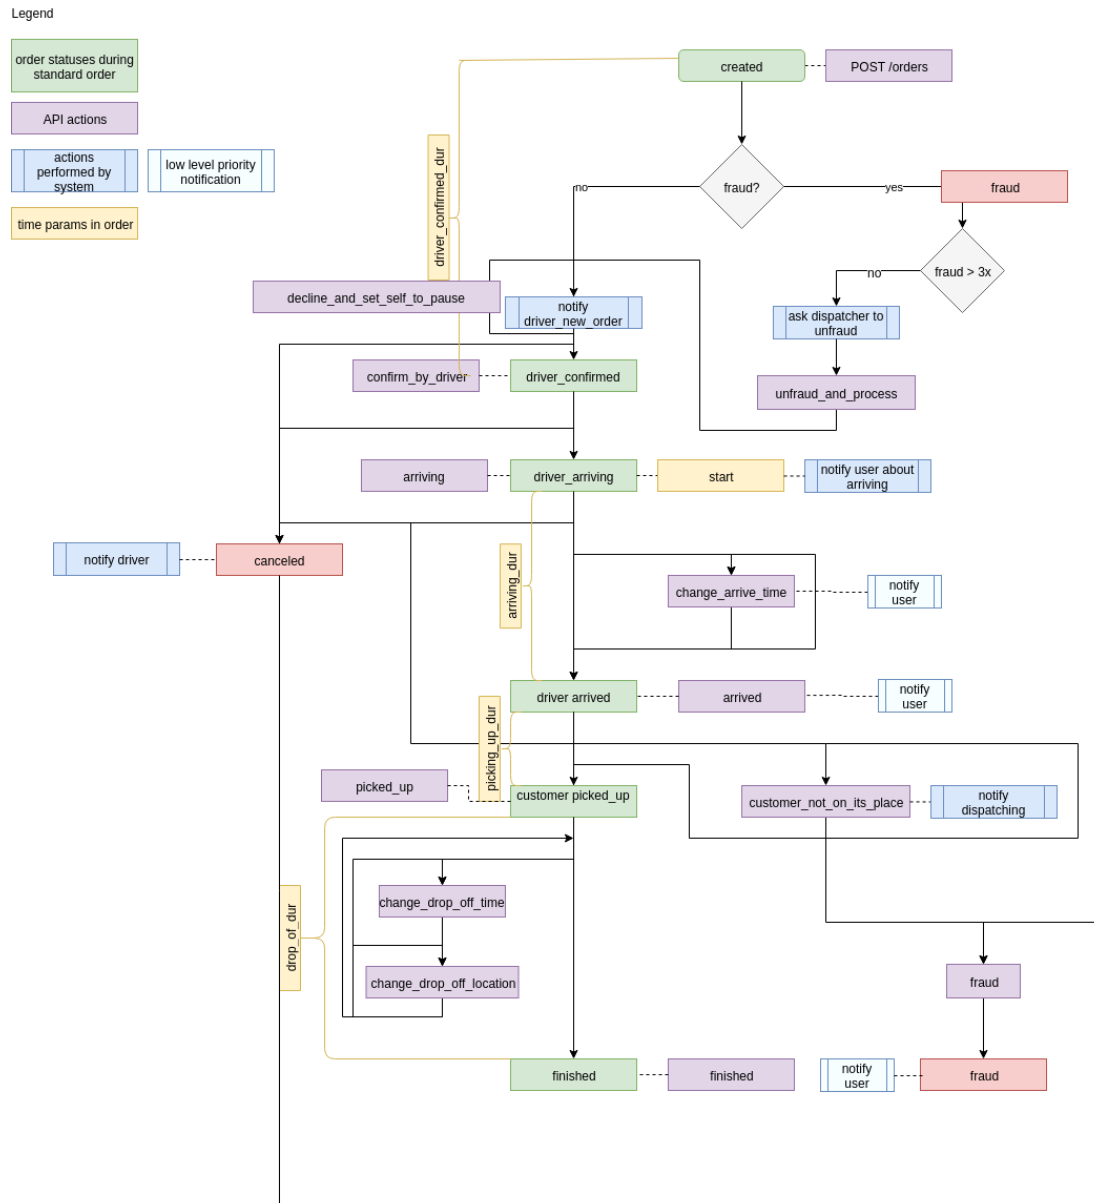 Legend
order statuses during
standard order
API actions
actions
performed by
system
low level priority
notification
time params in order
created
POST /orders
driver_confirmed_dur
fraud?
no
yes
fraud
fraud > 3x
no
decline_and_set_self_to_pause
notify
driver_new_order
ask dispatcher to
unfraud
confirm_by_driver
driver_confirmed
unfraud_and_process
arriving
driver_arriving
start
notify user about
arriving
notify driver
canceled
arriving_dur
change_arrive_time
notify
user
driver arrived
arrived
notify
user
picking_up_dur
picked_up
customer picked_up
customer_not_on_its_place
notify
dispatching
change_drop_off_time
drop_of_dur
change_drop_off_location
fraud
finished
finished
notify
user
fraud